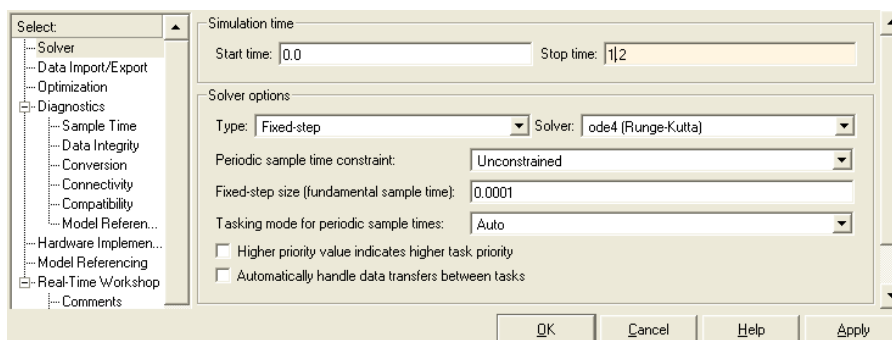 Select:
Solver
Data Import/Export
Optimization
Diagnostics
Sample Time
Data Integrity
Conversion
Connectivity
Compatibility
Model Referen...
Hardware Implemen...
Model Referencing
Real-Time Workshop
Comments
Simulation time
Start time: 0.0 Stop time: 1.2
Solver options
Type: Fixed-step Solver: ode4 (Runge-Kutta)
Periodic sample time constraint: Unconstrained
Fixed-step size (fundamental sample time): 0.0001
Tasking mode for periodic sample times: Auto
Higher priority value indicates higher task priority
Automatically handle data transfers between tasks
OK Cancel Help Apply